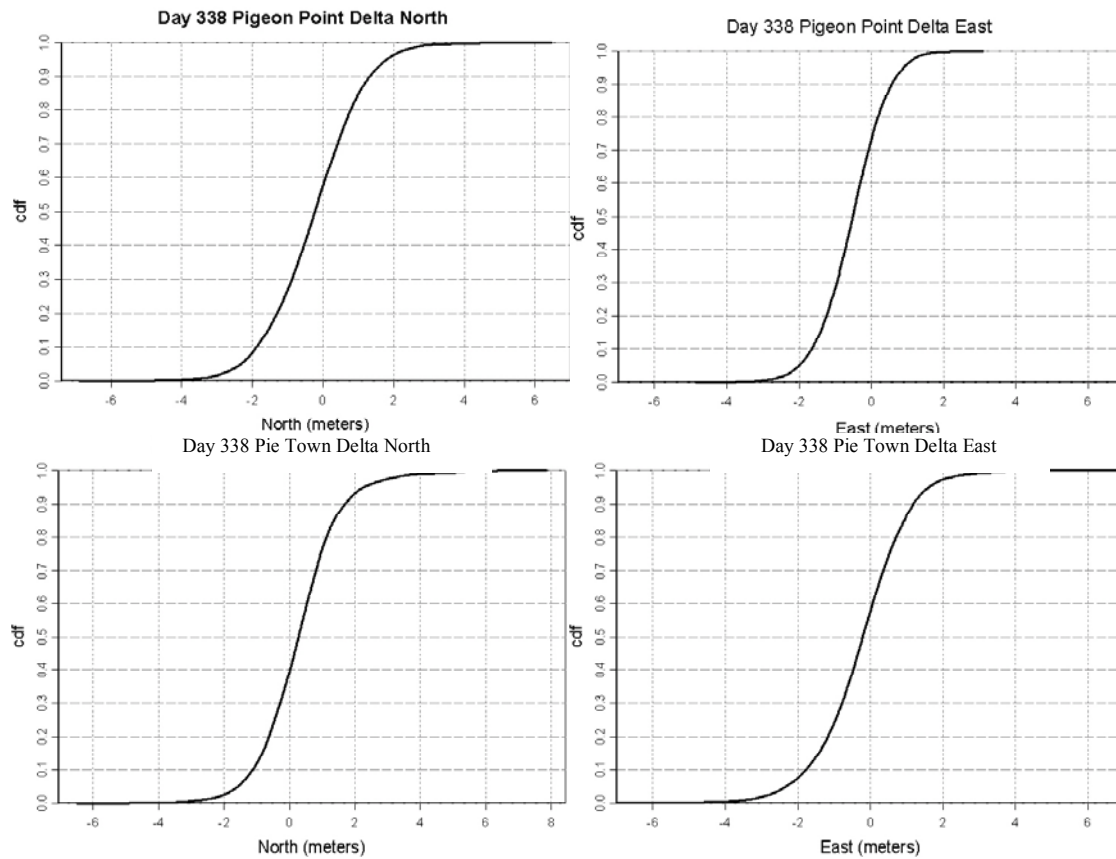 Day 338 Pigeon Point Delta North
1.0
0.9
0.8
0.7
0.6
0.5
0.4
0.3
0.2
0.1
0.0
cdf
-6 -4 -2 0 2 4 6
North (meters)
Day 338 Pigeon Point Delta East
1.0
0.9
0.8
0.7
0.6
0.5
0.4
0.3
0.2
0.1
0.0
cdf
-6 -4 -2 0 2 4 6
East (meters)
Day 338 Pie Town Delta North
1.0
0.9
0.8
0.7
0.6
0.5
0.4
0.3
0.2
0.1
0.0
cdf
-6 -4 -2 0 2 4 6 8
North (meters)
Day 338 Pie Town Delta East
1.0
0.9
0.8
0.7
0.6
0.5
0.4
0.3
0.2
0.1
0.0
cdf
-6 -4 -2 0 2 4 6
East (meters)